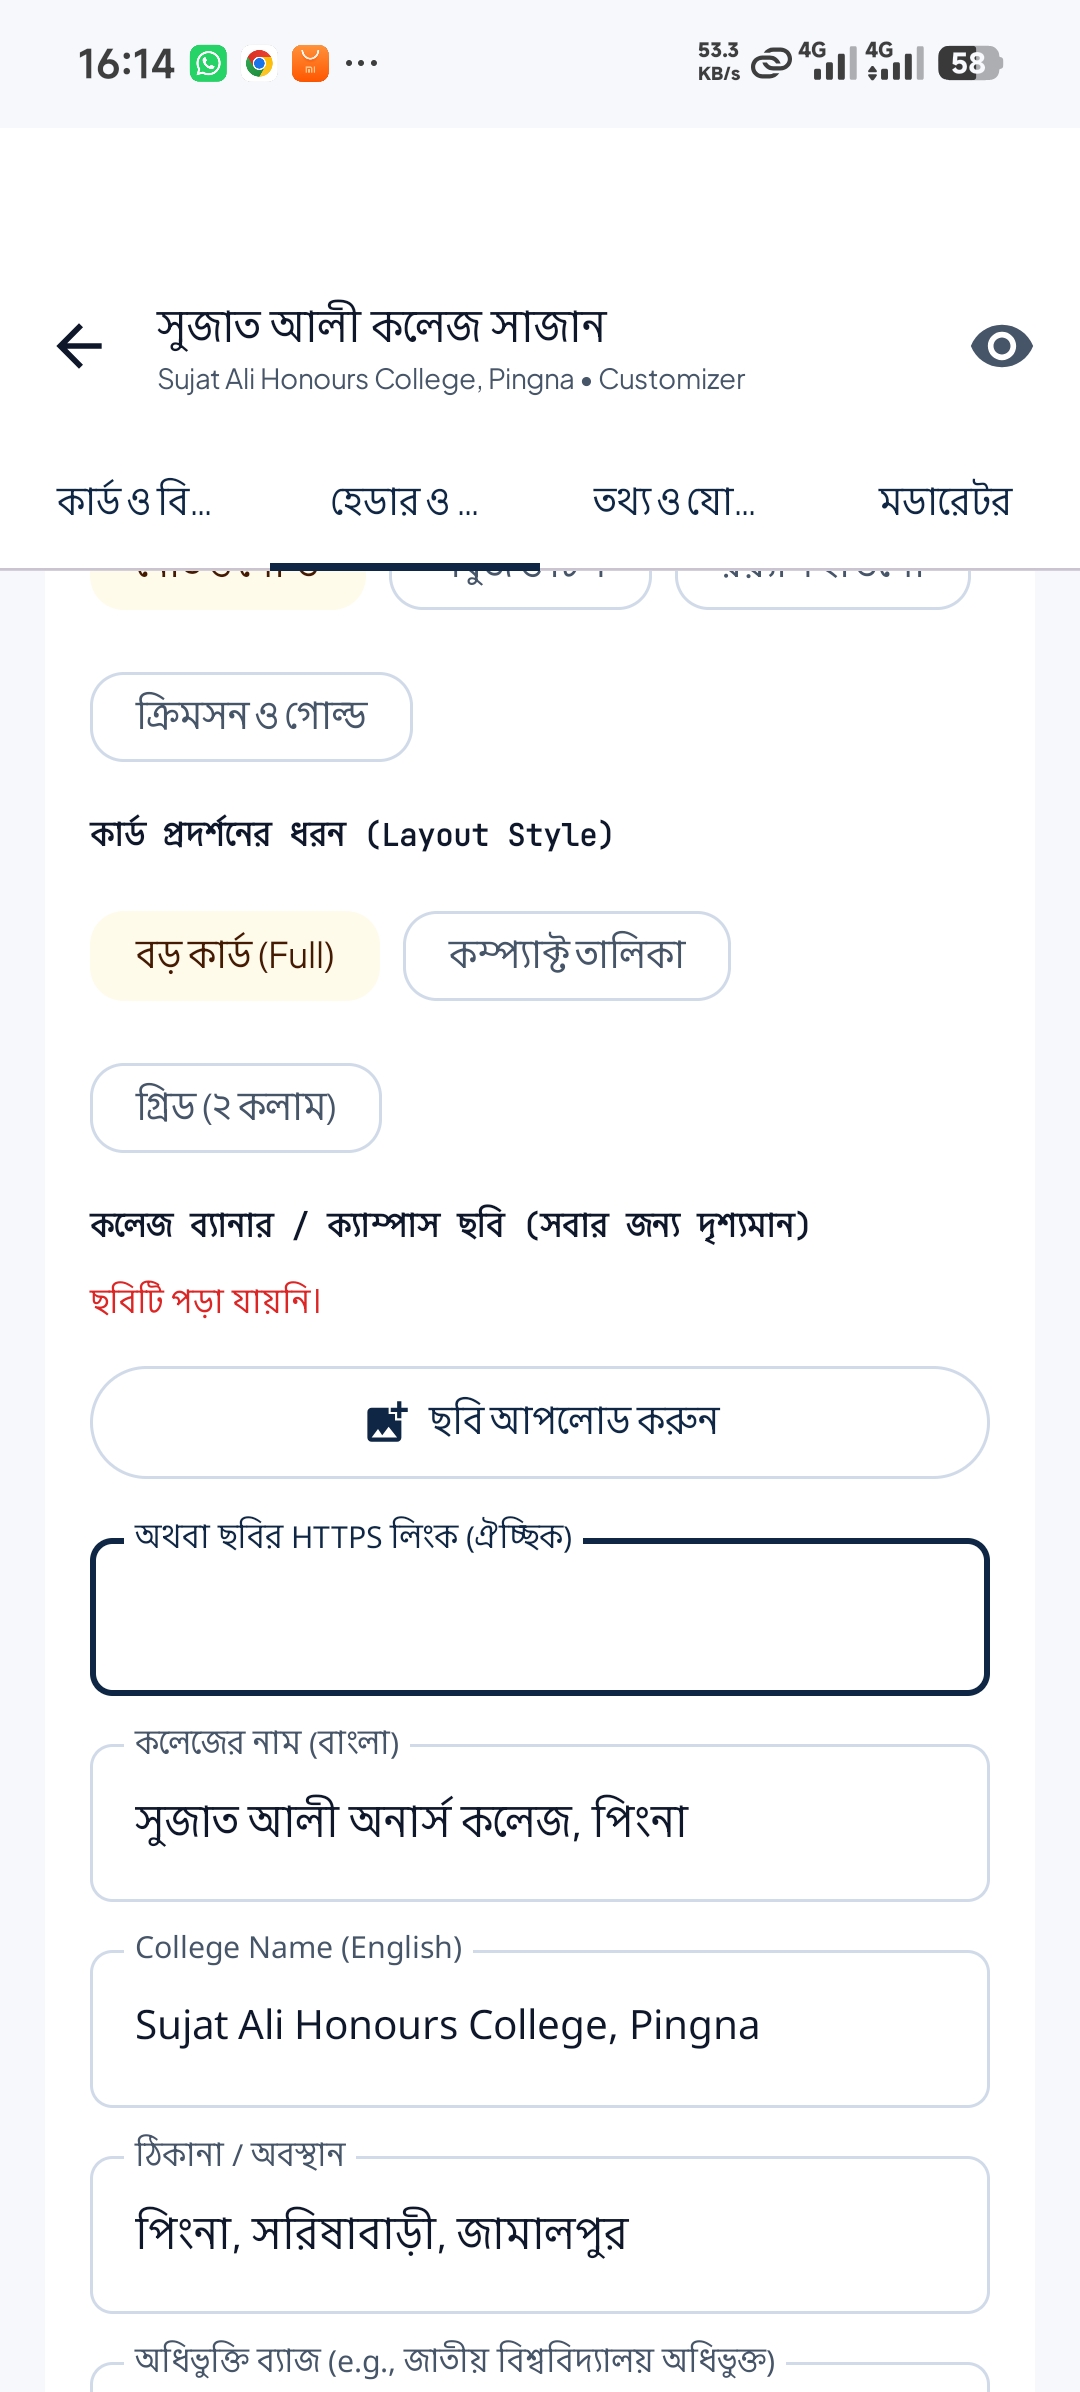 16:14
53.3 KB/s
4G
4G
58
সুজাত আলী কলেজ সাজান
Sujat Ali Honours College, Pingna • Customizer
কার্ড ও বি...
হেডার ও ...
তথ্য ও যো...
মডারেটর
ক্রিমসন ও গোল্ড
কার্ড প্রদর্শনের ধরন (Layout Style)
বড় কার্ড (Full)
কম্প্যাক্ট তালিকা
গ্রিড (২ কলাম)
কলেজ ব্যানার / ক্যাম্পাস ছবি (সবার জন্য দৃশ্যমান)
ছবিটি পড়া যায়নি।
ছবি আপলোড করুন
অথবা ছবির HTTPS লিংক (ঐচ্ছিক)
কলেজের নাম (বাংলা)
সুজাত আলী অনার্স কলেজ, পিংনা
College Name (English)
Sujat Ali Honours College, Pingna
ঠিকানা / অবস্থান
পিংনা, সরিষাবাড়ী, জামালপুর
অধিভুক্তি ব্যাজ (e.g., জাতীয় বিশ্ববিদ্যালয় অধিভুক্ত)